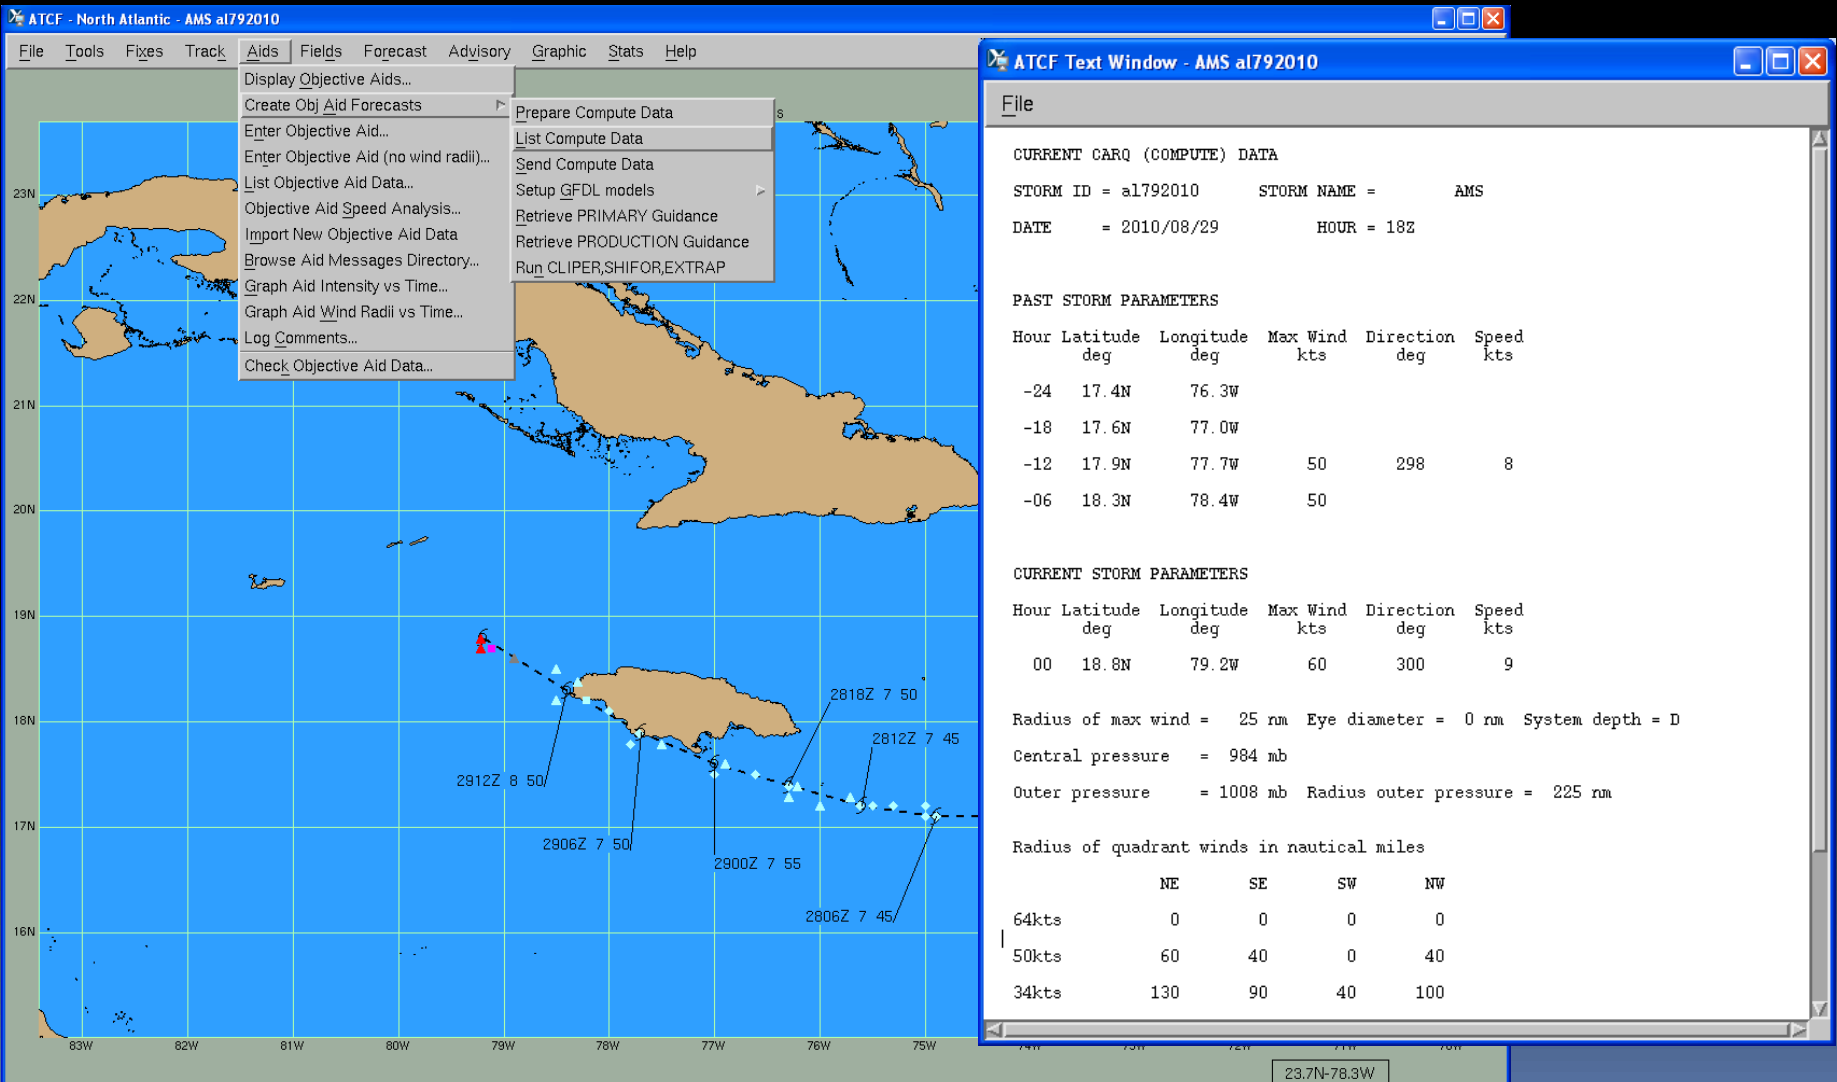 ATCF - North Atlantic - AMS al792010
File Tools Fixes Track Aids Fields Forecast Advisory Graphic Stats Help
Display Objective Aids...
Create Obj Aid Forecasts
Enter Objective Aid...
Enter Objective Aid (no wind radii)...
List Objective Aid Data...
Objective Aid Speed Analysis...
Import New Objective Aid Data
Browse Aid Messages Directory...
Graph Aid Intensity vs Time...
Graph Aid Wind Radii vs Time...
Log Comments...
Check Objective Aid Data...
Prepare Compute Data
List Compute Data
Send Compute Data
Setup GFDL models
Retrieve PRIMARY Guidance
Retrieve PRODUCTION Guidance
Run CLIPER,SHIFOR,EXTRAP
s
23N
22N
21N
20N
19N
18N
17N
16N
2818Z 7 50
2812Z 7 45
2912Z 8 50
2906Z 7 50
2900Z 7 55
2806Z 7 45
83W 82W 81W 80W 79W 78W 77W 76W 75W
23.7N-78.3W
ATCF Text Window - AMS al792010
File
CURRENT CARQ (COMPUTE) DATA
STORM ID = al792010 STORM NAME = AMS
DATE = 2010/08/29 HOUR = 18Z
PAST STORM PARAMETERS
Hour Latitude Longitude Max Wind Direction Speed
deg deg kts deg kts
-24 17.4N 76.3W
-18 17.6N 77.0W
-12 17.9N 77.7W 50 298 8
-06 18.3N 78.4W 50
CURRENT STORM PARAMETERS
Hour Latitude Longitude Max Wind Direction Speed
deg deg kts deg kts
00 18.8N 79.2W 60 300 9
Radius of max wind = 25 nm Eye diameter = 0 nm System depth = D
Central pressure = 984 mb
Outer pressure = 1008 mb Radius outer pressure = 225 nm
Radius of quadrant winds in nautical miles
NE SE SW NW
64kts 0 0 0 0
50kts 60 40 0 40
34kts 130 90 40 100